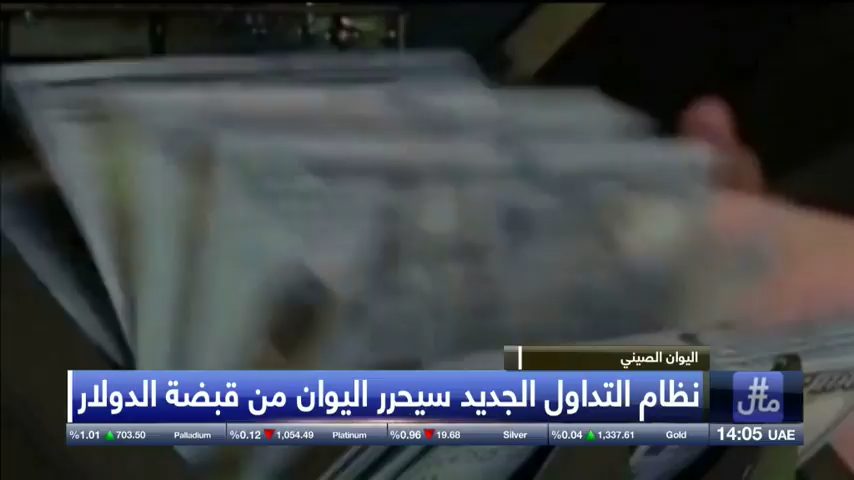 اليوان الصيني
نظام التداول الجديد سيحرر اليوان من قبضة الدولار
#مال
%1.01 ▲ 703.50 Palladium %0.12 ▼ 1,054.49 Platinum %0.96 ▼ 19.68 Silver %0.04 ▲ 1,337.61 Gold 14:05 UAE